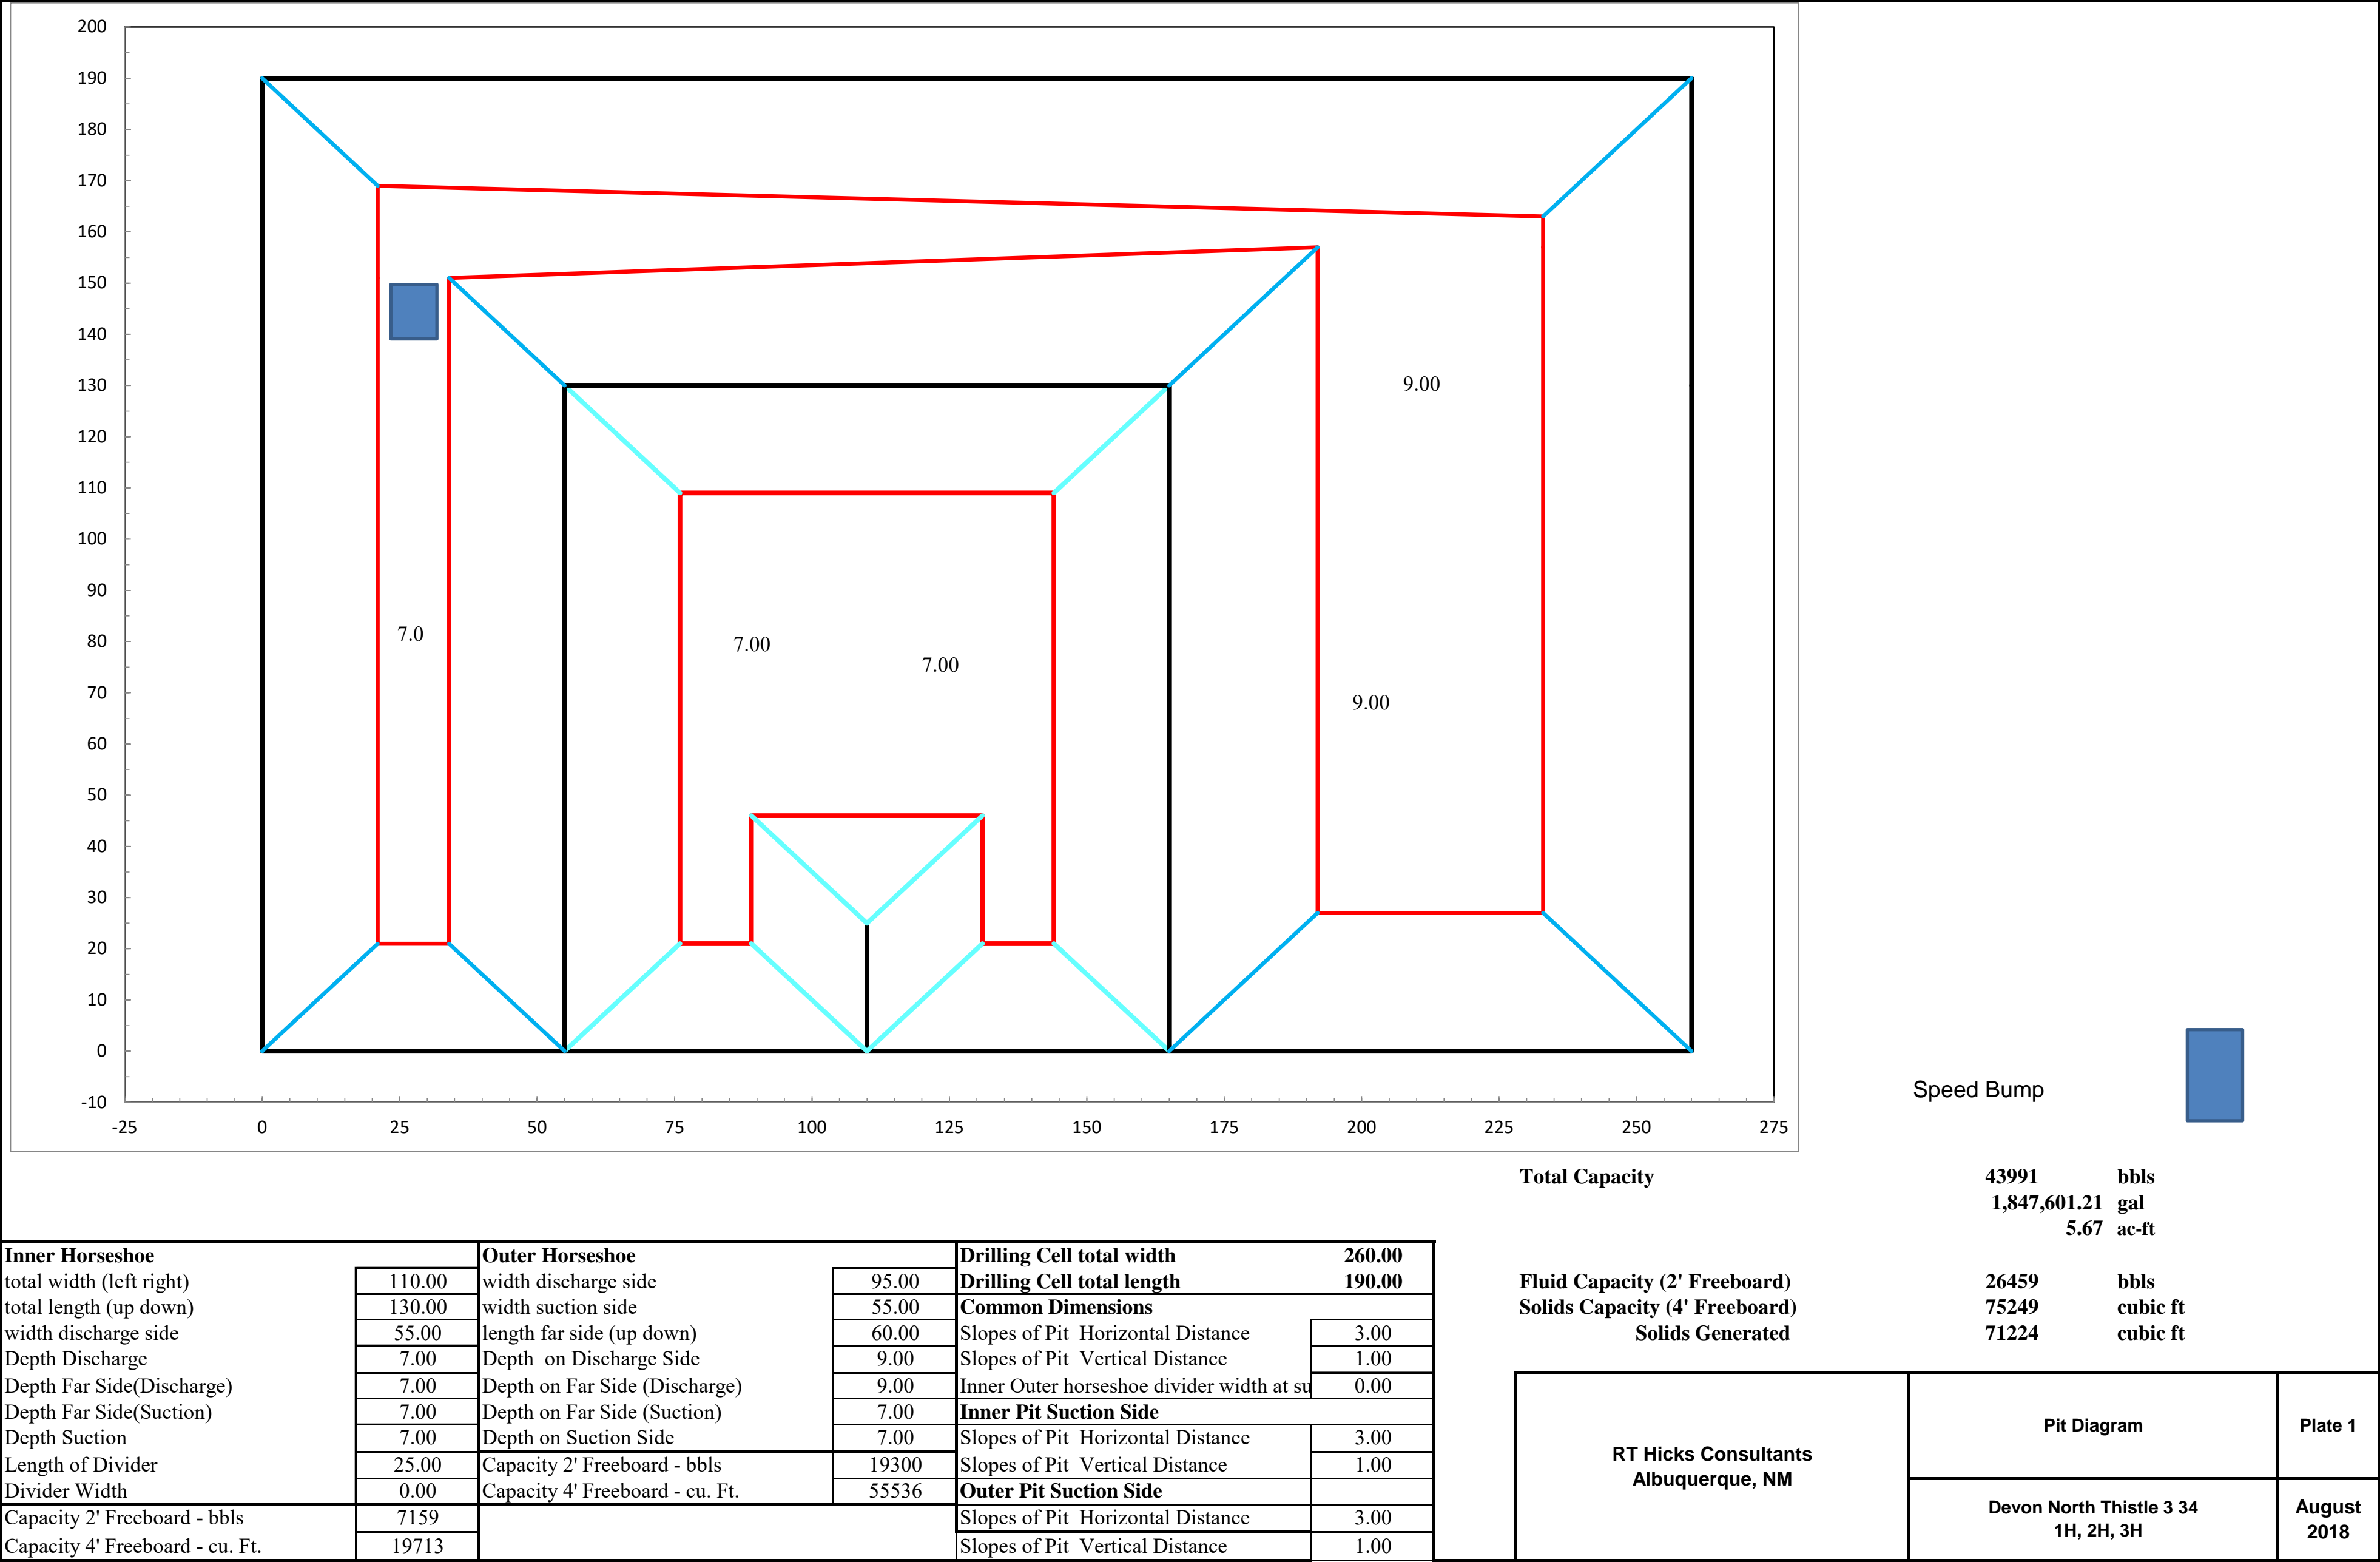 200
190
180
170
160
150
140
130
120
110
100
90
80
70
60
50
40
30
20
10
0
-10
-25 0 25 50 75 100 125 150 175 200 225 250 275
9.00
7.0
7.00
7.00
9.00
Speed Bump
Total Capacity 43991 bbls
1,847,601.21 gal
5.67 ac-ft
Fluid Capacity (2' Freeboard) 26459 bbls
Solids Capacity (4' Freeboard) 75249 cubic ft
Solids Generated 71224 cubic ft
Inner Horseshoe
total width (left right) 110.00
total length (up down) 130.00
width discharge side 55.00
Depth Discharge 7.00
Depth Far Side(Discharge) 7.00
Depth Far Side(Suction) 7.00
Depth Suction 7.00
Length of Divider 25.00
Divider Width 0.00
Capacity 2' Freeboard - bbls 7159
Capacity 4' Freeboard - cu. Ft. 19713
Outer Horseshoe
width discharge side 95.00
width suction side 55.00
length far side (up down) 60.00
Depth on Discharge Side 9.00
Depth on Far Side (Discharge) 9.00
Depth on Far Side (Suction) 7.00
Depth on Suction Side 7.00
Capacity 2' Freeboard - bbls 19300
Capacity 4' Freeboard - cu. Ft. 55536
Drilling Cell total width 260.00
Drilling Cell total length 190.00
Common Dimensions
Slopes of Pit Horizontal Distance 3.00
Slopes of Pit Vertical Distance 1.00
Inner Outer horseshoe divider width at su 0.00
Inner Pit Suction Side
Slopes of Pit Horizontal Distance 3.00
Slopes of Pit Vertical Distance 1.00
Outer Pit Suction Side
Slopes of Pit Horizontal Distance 3.00
Slopes of Pit Vertical Distance 1.00
RT Hicks Consultants
Albuquerque, NM
Pit Diagram
Plate 1
Devon North Thistle 3 34
1H, 2H, 3H
August
2018